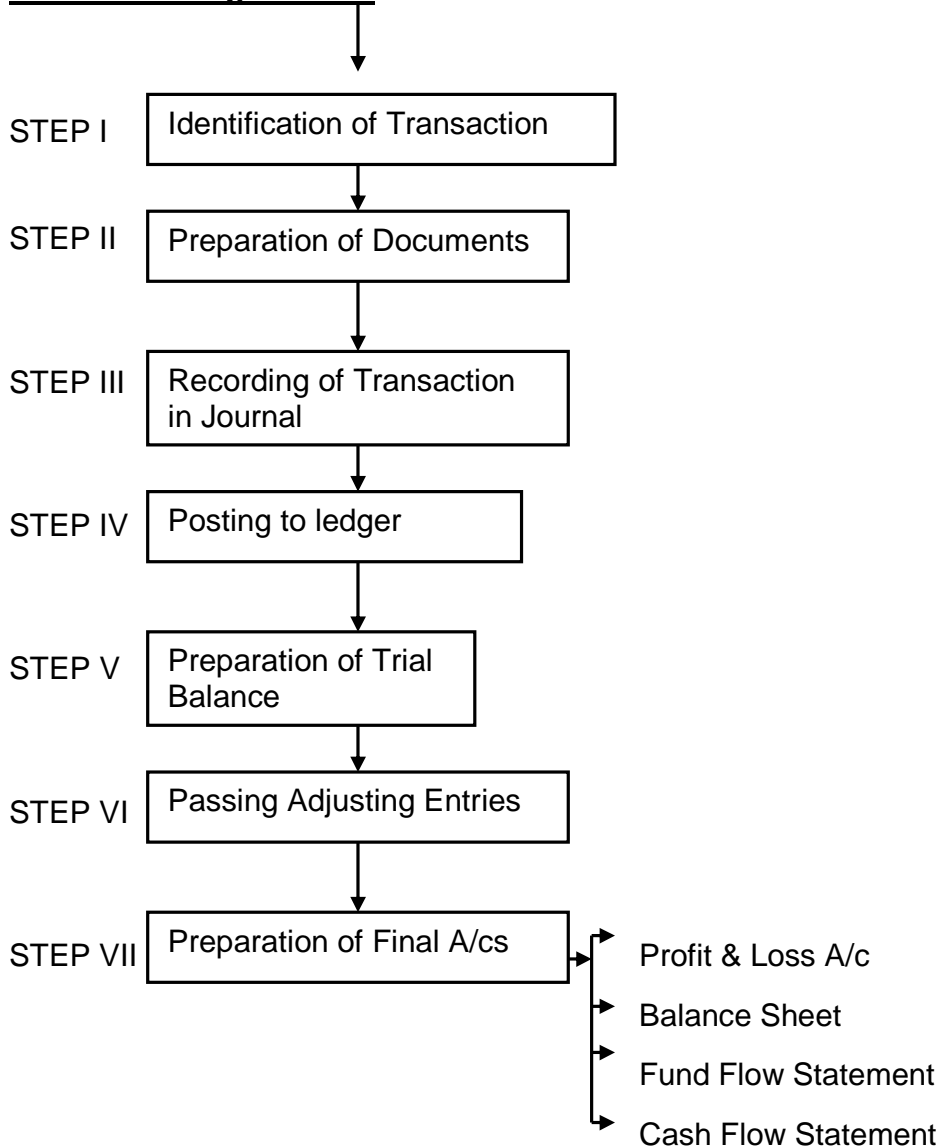 STEP I
Identification of Transaction
STEP II
Preparation of Documents
STEP III
Recording of Transaction
in Journal
STEP IV
Posting to ledger
STEP V
Preparation of Trial
Balance
STEP VI
Passing Adjusting Entries
STEP VII
Preparation of Final A/cs
Profit & Loss A/c
Balance Sheet
Fund Flow Statement
Cash Flow Statement